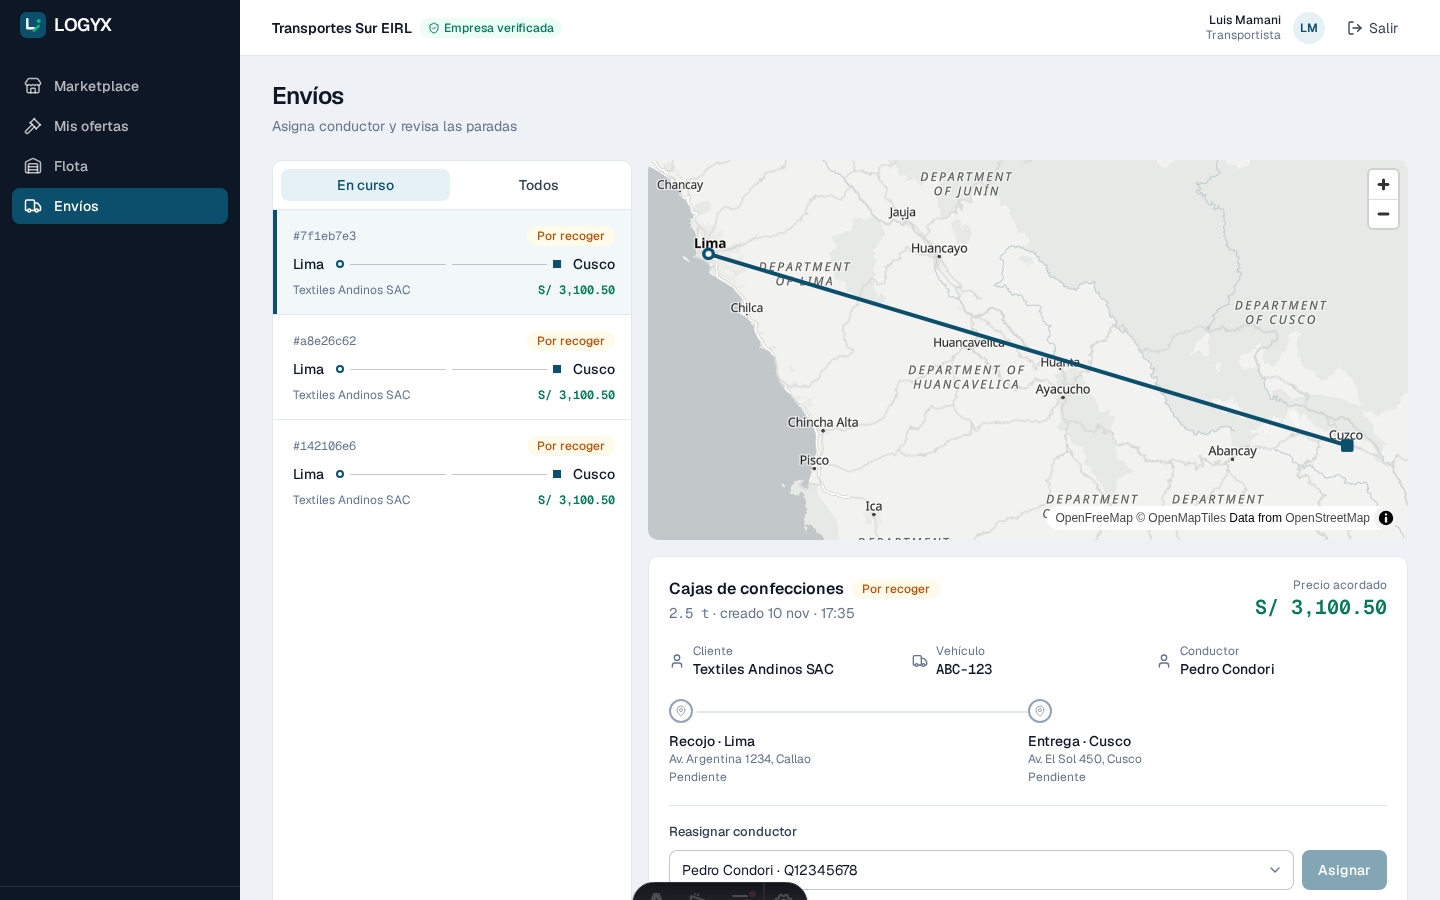 LOGYX
Marketplace
Mis ofertas
Flota
Envíos
Transportes Sur EIRL
Empresa verificada
Luis Mamani
Transportista
LM
Salir
Envíos
Asigna conductor y revisa las paradas
En curso
Todos
#7f1eb7e3
Por recoger
Lima
Cusco
Textiles Andinos SAC
S/ 3,100.50
#a8e26c62
Por recoger
Lima
Cusco
Textiles Andinos SAC
S/ 3,100.50
#142106e6
Por recoger
Lima
Cusco
Textiles Andinos SAC
S/ 3,100.50
Chancay
DEPARTMENT
OF JUNÍN
Jauja
Lima
Huancayo
DEPARTMENT
OF LIMA
Chilca
DEPARTMENT
OF CUSCO
Huancavelica
Huanta
DEPARTMENT OF
HUANCAVELICA
Ayacucho
Chincha Alta
Cuzco
Abancay
Pisco
Ica
DEPARTMENT
DEPARTMENT
OpenFreeMap © OpenMapTiles Data from OpenStreetMap
DEPARTMENT
Cajas de confecciones
Por recoger
2.5 t · creado 10 nov · 17:35
Precio acordado
S/ 3,100.50
Cliente
Textiles Andinos SAC
Vehículo
ABC-123
Conductor
Pedro Condori
Recojo · Lima
Av. Argentina 1234, Callao
Pendiente
Entrega · Cusco
Av. El Sol 450, Cusco
Pendiente
Reasignar conductor
Pedro Condori · Q12345678
Asignar